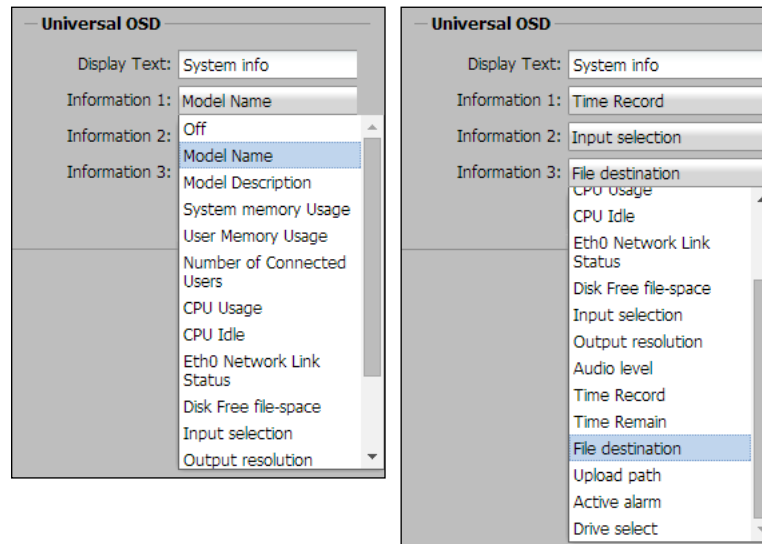 Universal OSD
Display Text: System info
Information 1: Model Name
Information 2:
Information 3:
Off
Model Name
Model Description
System memory Usage
User Memory Usage
Number of Connected
Users
CPU Usage
CPU Idle
Eth0 Network Link
Status
Disk Free file-space
Input selection
Output resolution
Universal OSD
Display Text: System info
Information 1: Time Record
Information 2: Input selection
Information 3: File destination
CPU Usage
CPU Idle
Eth0 Network Link
Status
Disk Free file-space
Input selection
Output resolution
Audio level
Time Record
Time Remain
File destination
Upload path
Active alarm
Drive select